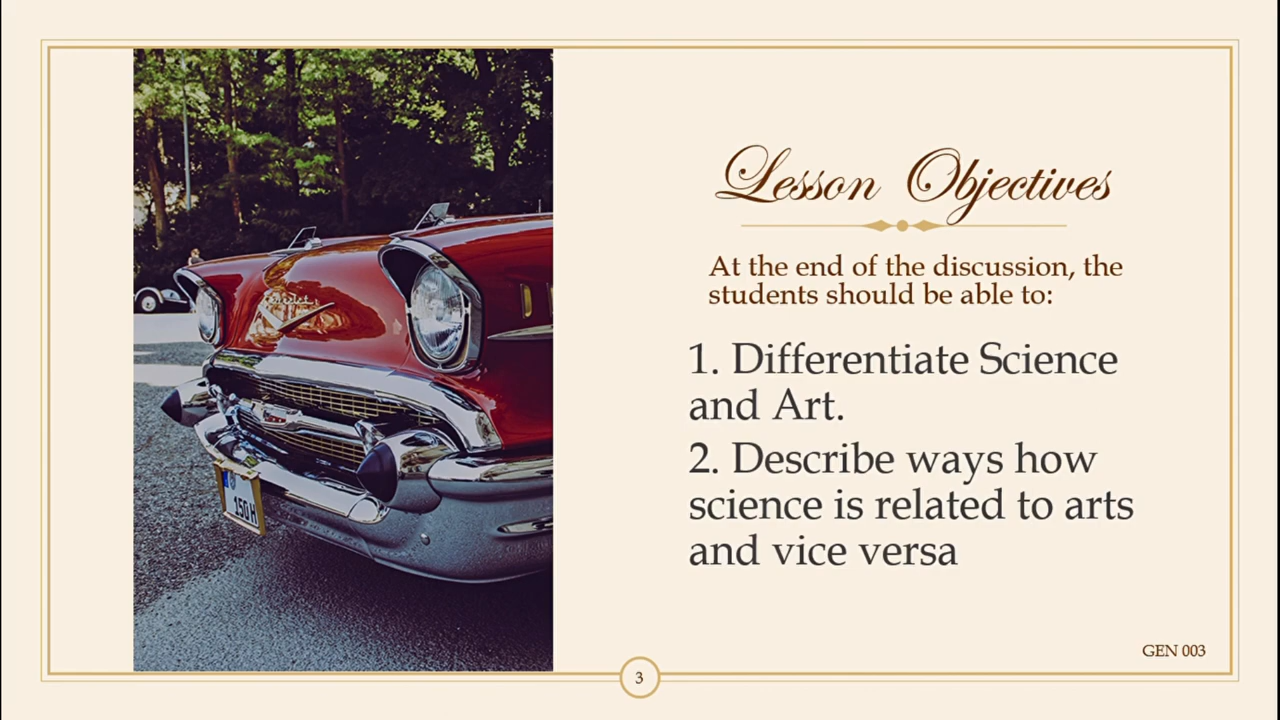 Lesson Objectives
At the end of the discussion, the
students should be able to:
1. Differentiate Science
and Art.
2. Describe ways how
science is related to arts
and vice versa
GEN 003
3